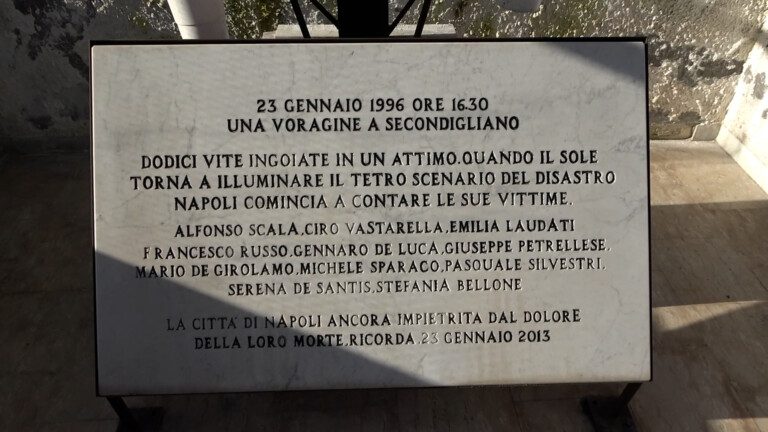 23 GENNAIO 1996 ORE 16.30
UNA VORAGINE A SECONDIGLIANO
DODICI VITE INGOIATE IN UN ATTIMO.QUANDO IL SOLE
TORNA A ILLUMINARE IL TETRO SCENARIO DEL DISASTRO
NAPOLI COMINCIA A CONTARE LE SUE VITTIME.
ALFONSO SCALA.CIRO VASTARELLA.EMILIA LAUDATI
FRANCESCO RUSSO.GENNARO DE LUCA.GIUSEPPE PETRELLESE.
MARIO DE GIROLAMO.MICHELE SPARACO.PASQUALE SILVESTRI.
SERENA DE SANTIS.STEFANIA BELLONE
LA CITTA' DI NAPOLI ANCORA IMPIETRITA DAL DOLORE
DELLA LORO MORTE.RICORDA.23 GENNAIO 2013